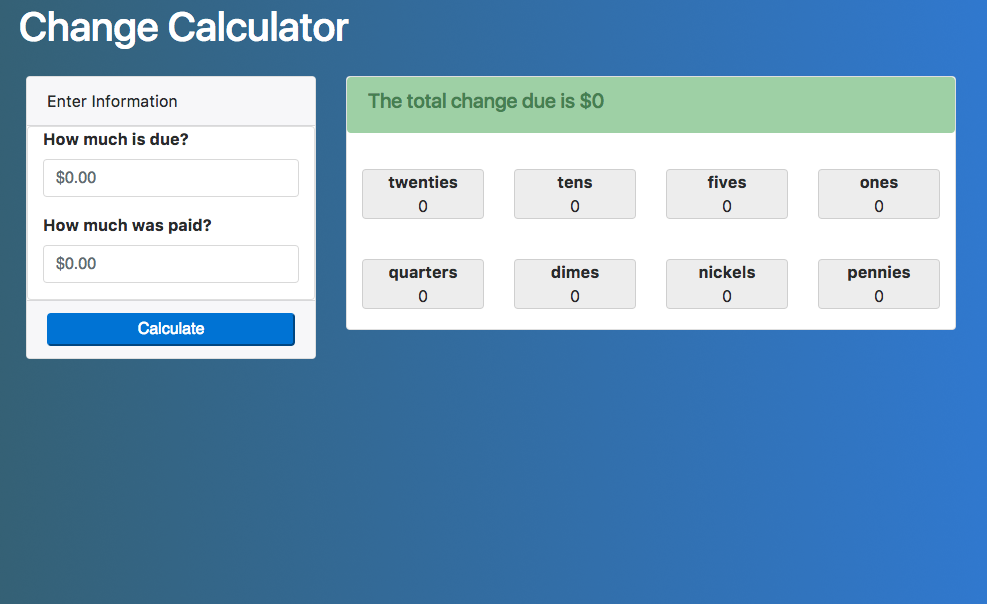 Change Calculator
Enter Information
How much is due?
$0.00
How much was paid?
$0.00
Calculate
The total change due is $0
twenties tens fives ones
0 0 0 0
quarters dimes nickels pennies
0 0 0 0